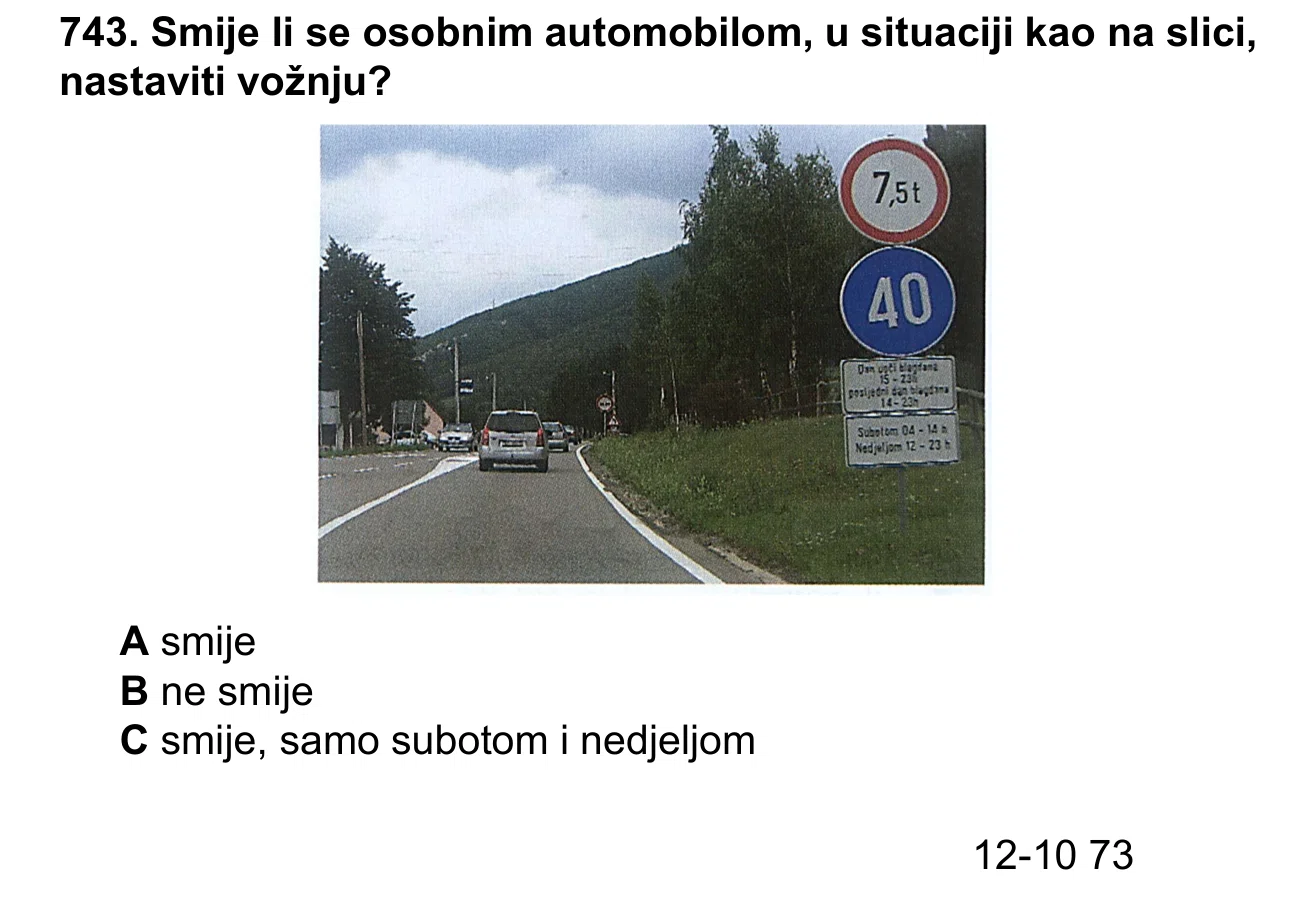 743. Smije li se osobnim automobilom, u situaciji kao na slici,
nastaviti vožnju?
7,5t
40
Dan uoči blagdana
15 - 23h
posljedni dan blagdana
14 - 23h
Subotom 04 - 14 h
Nedjeljom 12 - 23 h
A smije
B ne smije
C smije, samo subotom i nedjeljom
12-10 73